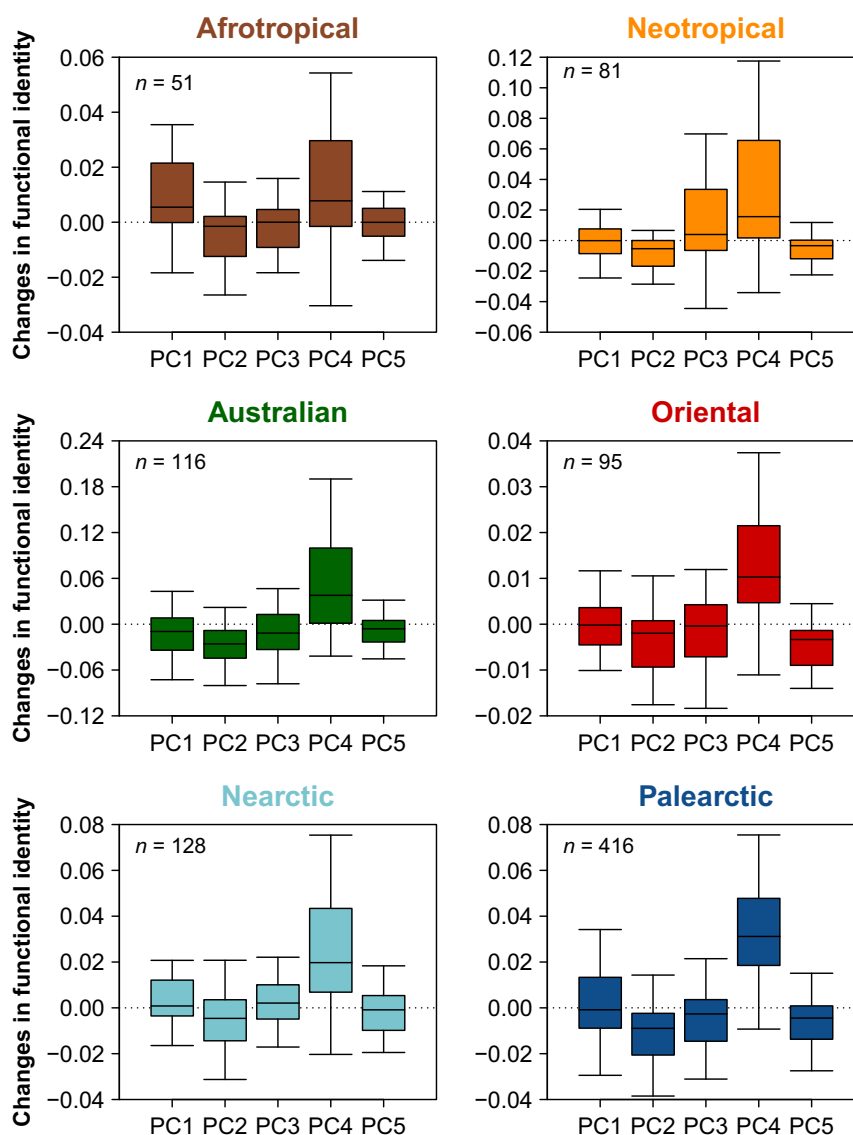 Afrotropical
Changes in functional identity
n = 51
0.06
0.04
0.02
0.00
−0.02
−0.04
PC1 PC2 PC3 PC4 PC5
Neotropical
n = 81
0.12
0.10
0.08
0.06
0.04
0.02
0.00
−0.02
−0.04
−0.06
PC1 PC2 PC3 PC4 PC5
Australian
Changes in functional identity
n = 116
0.24
0.18
0.12
0.06
0.00
−0.06
−0.12
PC1 PC2 PC3 PC4 PC5
Oriental
n = 95
0.04
0.03
0.02
0.01
0.00
−0.01
−0.02
PC1 PC2 PC3 PC4 PC5
Nearctic
Changes in functional identity
n = 128
0.08
0.06
0.04
0.02
0.00
−0.02
−0.04
PC1 PC2 PC3 PC4 PC5
Palearctic
n = 416
0.08
0.06
0.04
0.02
0.00
−0.02
−0.04
PC1 PC2 PC3 PC4 PC5